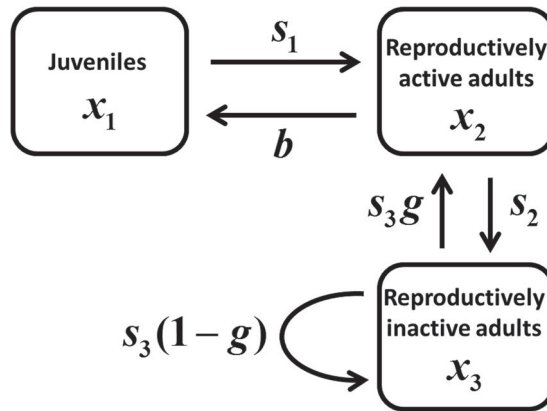 Juveniles
x₁
s₁
b
Reproductively
active adults
x₂
s₃g
s₂
s₃(1 − g)
Reproductively
inactive adults
x₃